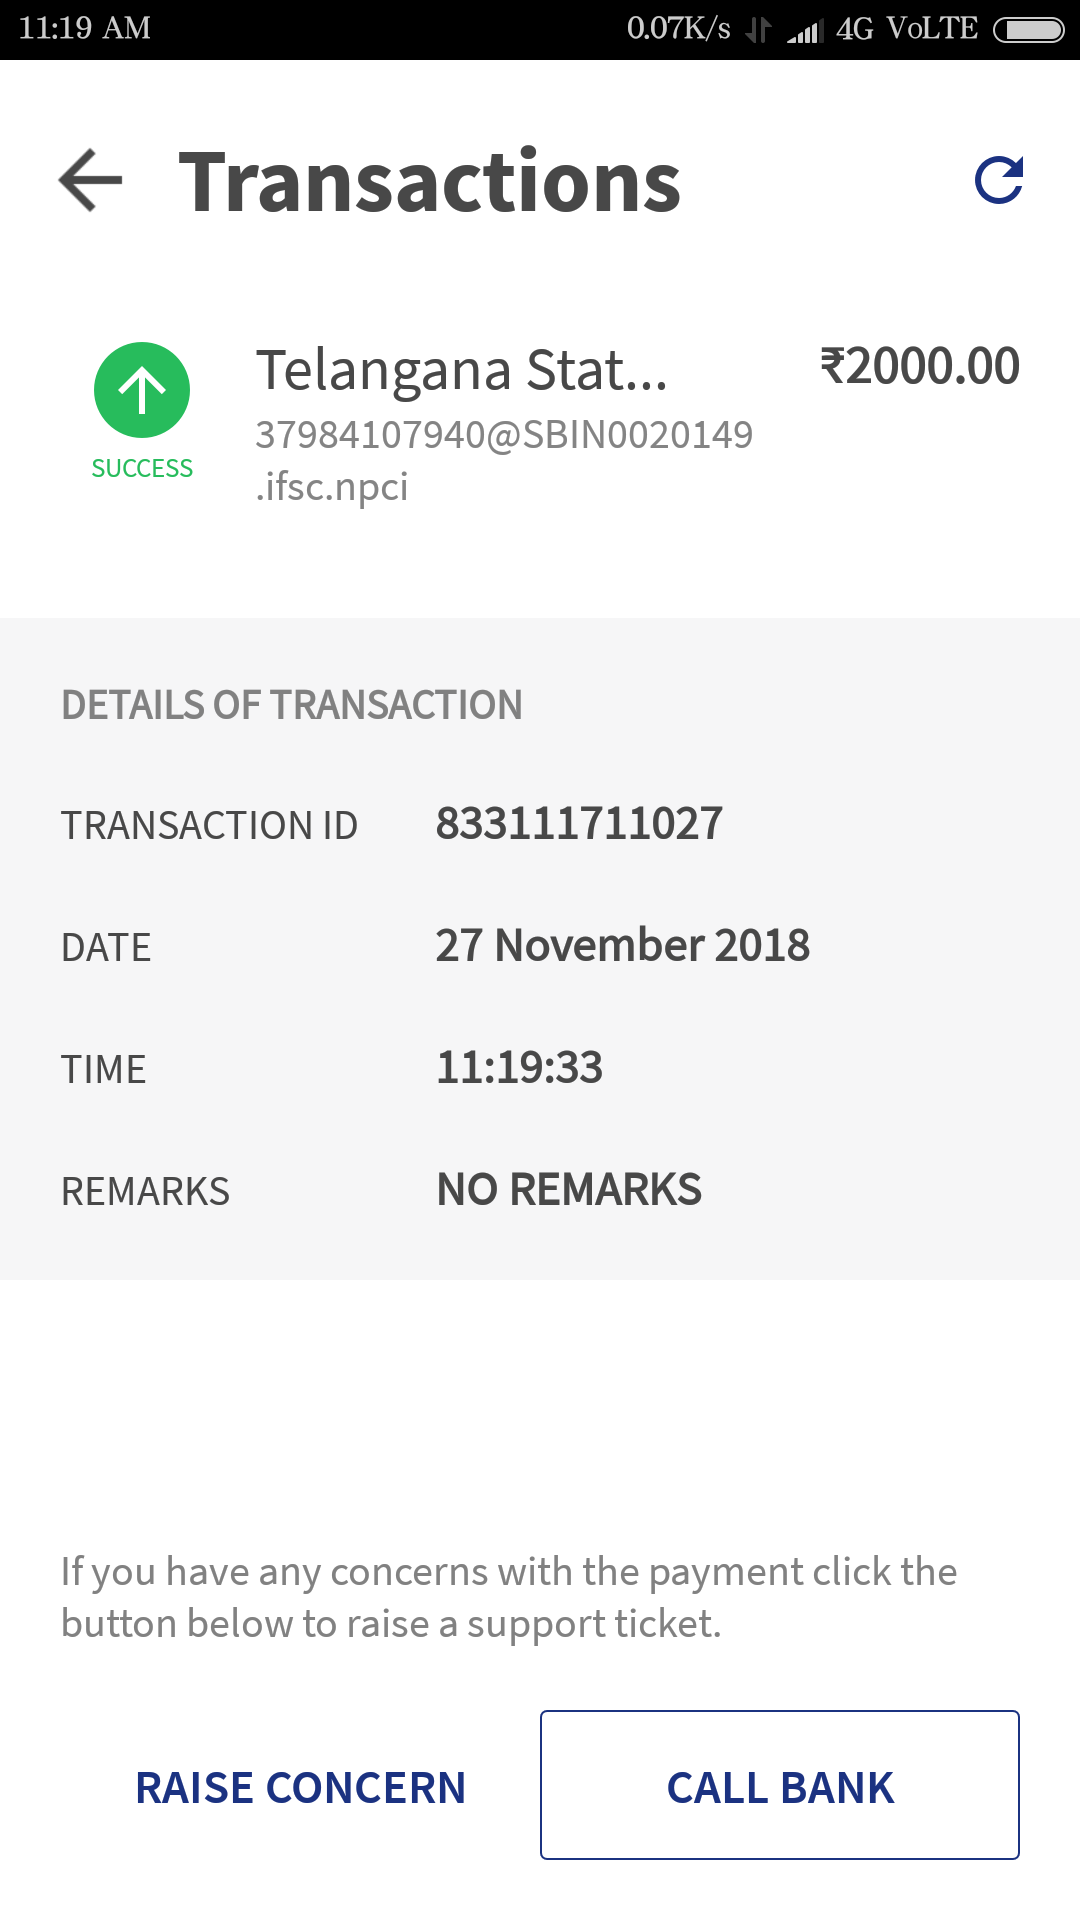 11:19 AM 0.07K/s 4G VoLTE
Transactions
Telangana Stat... ₹2000.00
37984107940@SBIN0020149
.ifsc.npci
SUCCESS
DETAILS OF TRANSACTION
TRANSACTION ID 833111711027
DATE 27 November 2018
TIME 11:19:33
REMARKS NO REMARKS
If you have any concerns with the payment click the
button below to raise a support ticket.
RAISE CONCERN CALL BANK